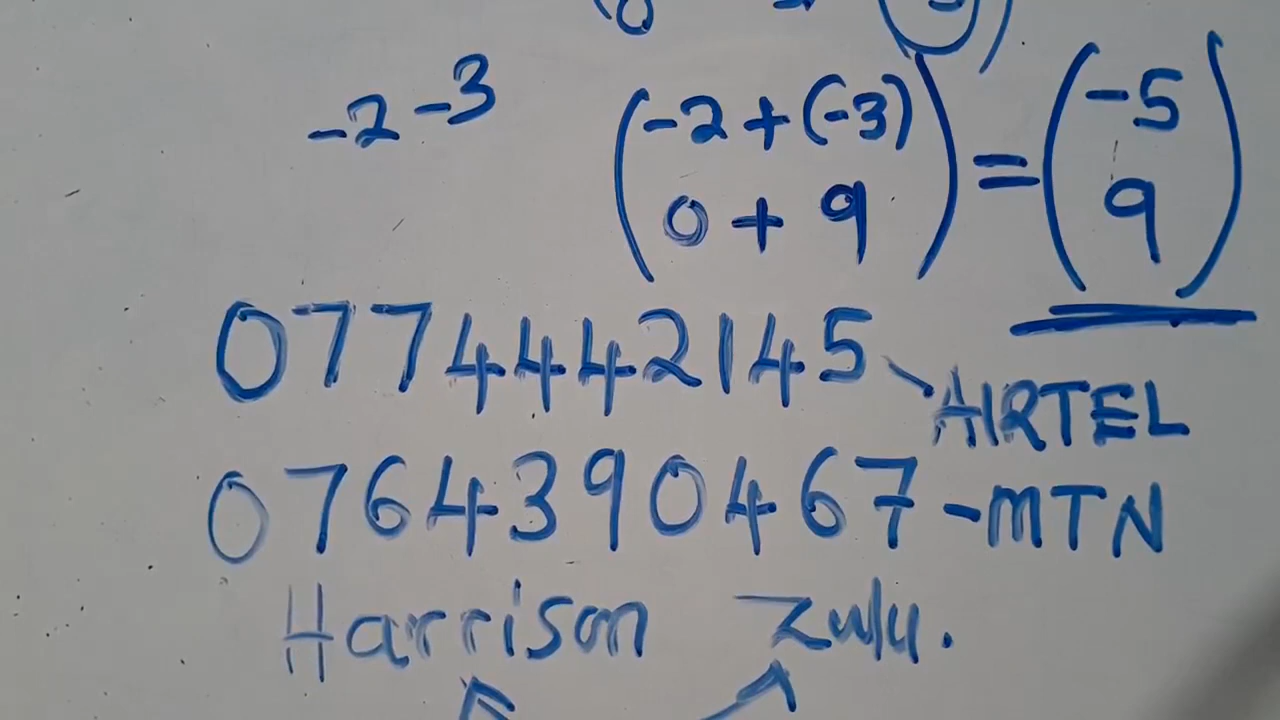 -2 -3
(-2 + (-3)) = (-5)
(0 + 9) (9)
0774442145 - AIRTEL
0764390467 - MTN
Harrison Zulu.